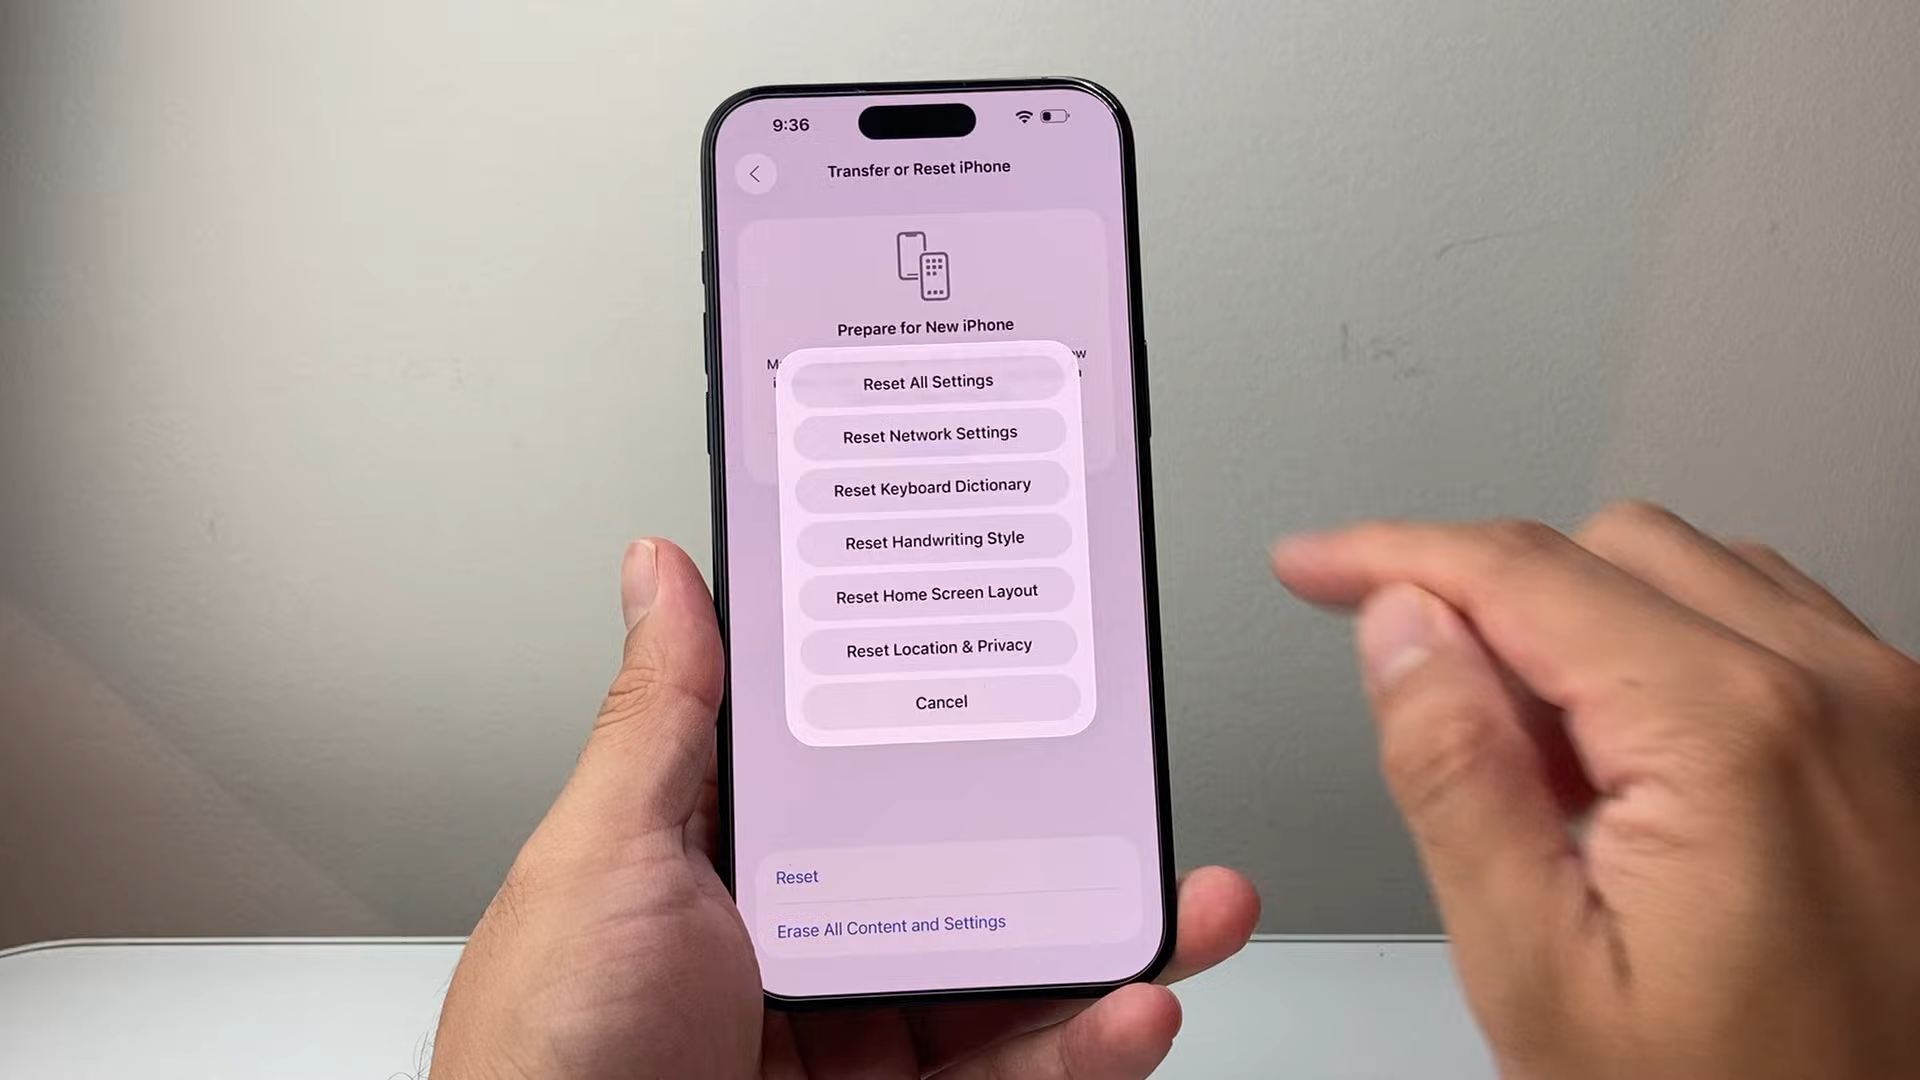 9:36
Transfer or Reset iPhone
Prepare for New iPhone
Reset All Settings
Reset Network Settings
Reset Keyboard Dictionary
Reset Handwriting Style
Reset Home Screen Layout
Reset Location & Privacy
Cancel
Reset
Erase All Content and Settings